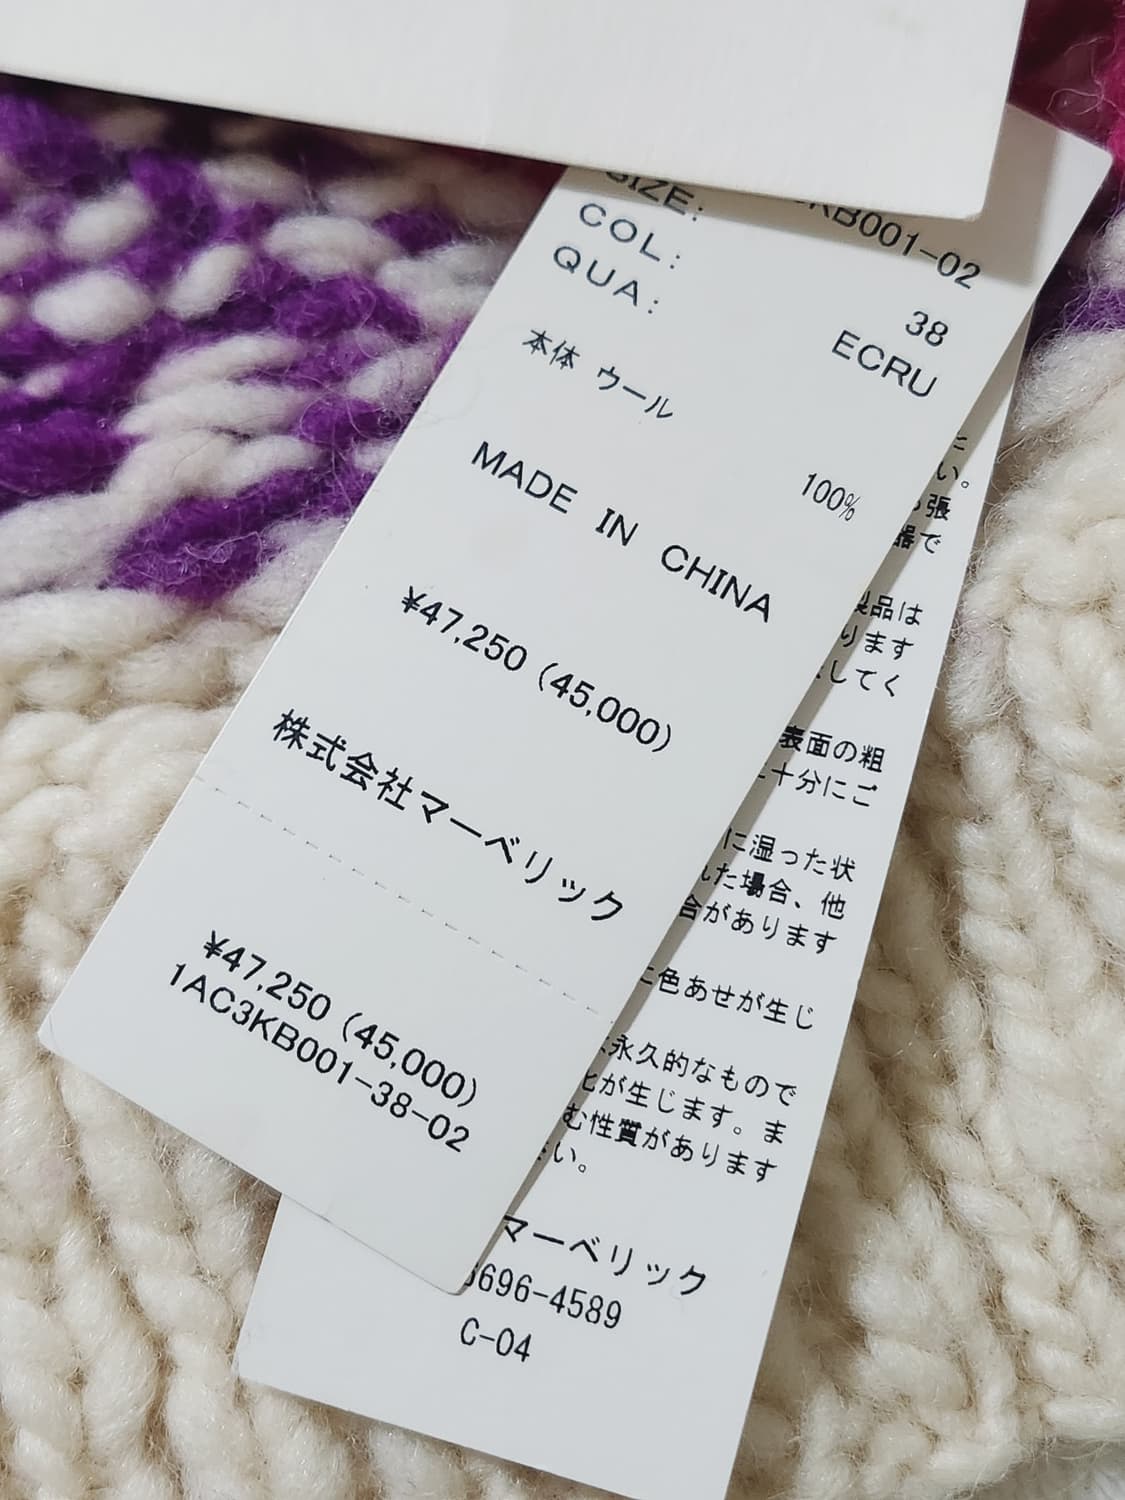 SIZE:
KB001-02
COL:
38
QUA:
ECRU
本体 ウール
100%
MADE IN CHINA
¥47,250 (45,000)
株式会社マーベリック
¥47,250 (45,000)
1AC3KB001-38-02
い。
張
器で
製品は
ります
してく
表面の粗
十分にご
に湿った状
れた場合、他
合があります
に色あせが生じ
永久的なもので
が生じます。ま
む性質があります
い。
マーベリック
6696-4589
C-04